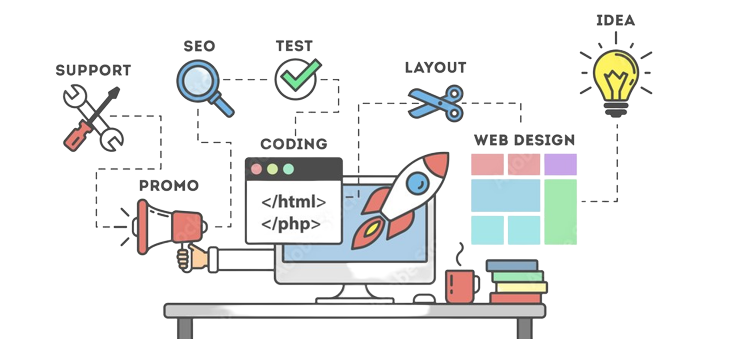 IDEA
SEO
TEST
LAYOUT
SUPPORT
CODING
WEB DESIGN
</html>
</php>
PROMO